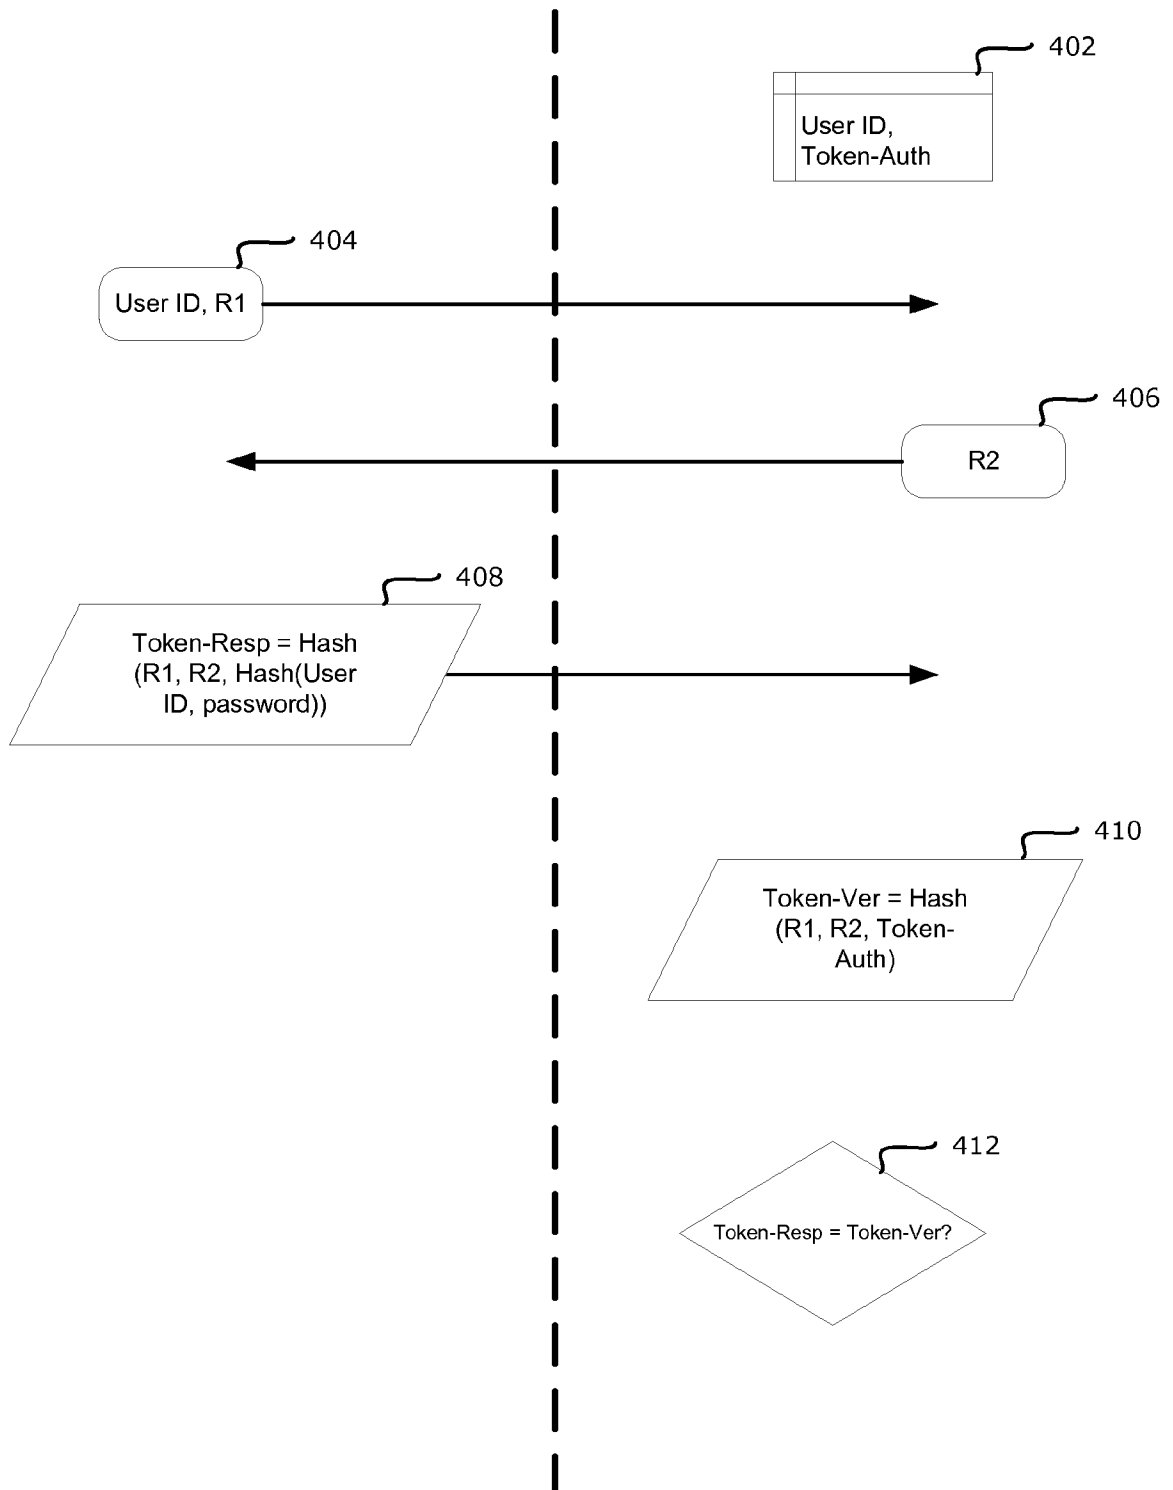 402
User ID,
Token-Auth
404
User ID, R1
406
R2
408
Token-Resp = Hash
(R1, R2, Hash(User
ID, password))
410
Token-Ver = Hash
(R1, R2, Token-
Auth)
412
Token-Resp = Token-Ver?